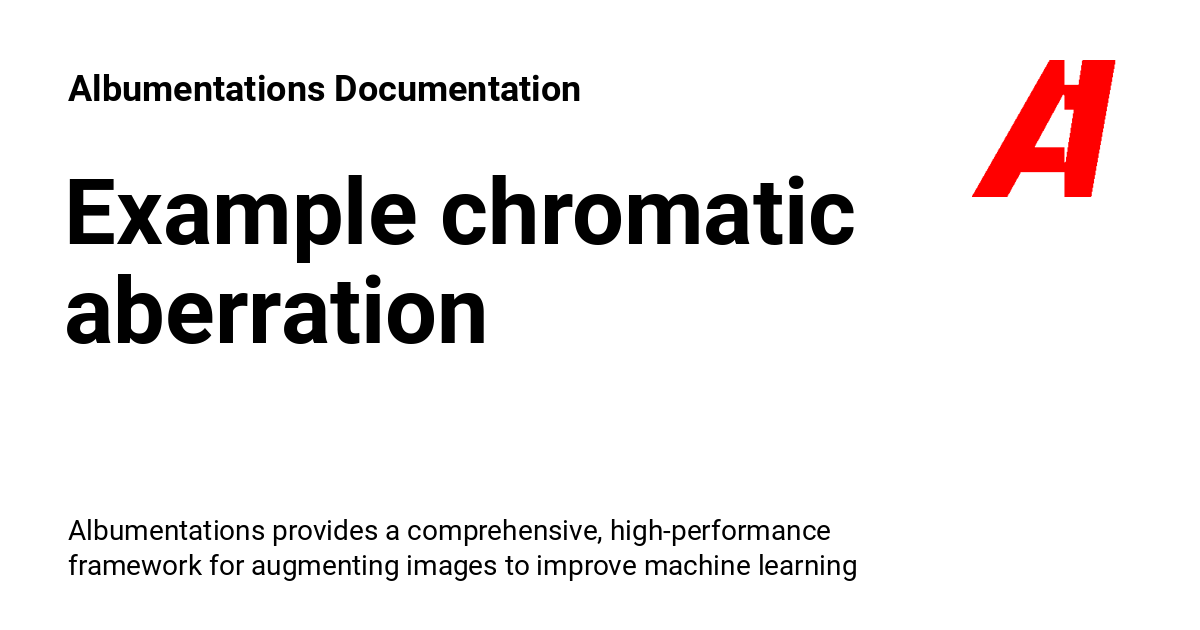 Albumentations Documentation
Example chromatic
aberration
Albumentations provides a comprehensive, high-performance
framework for augmenting images to improve machine learning